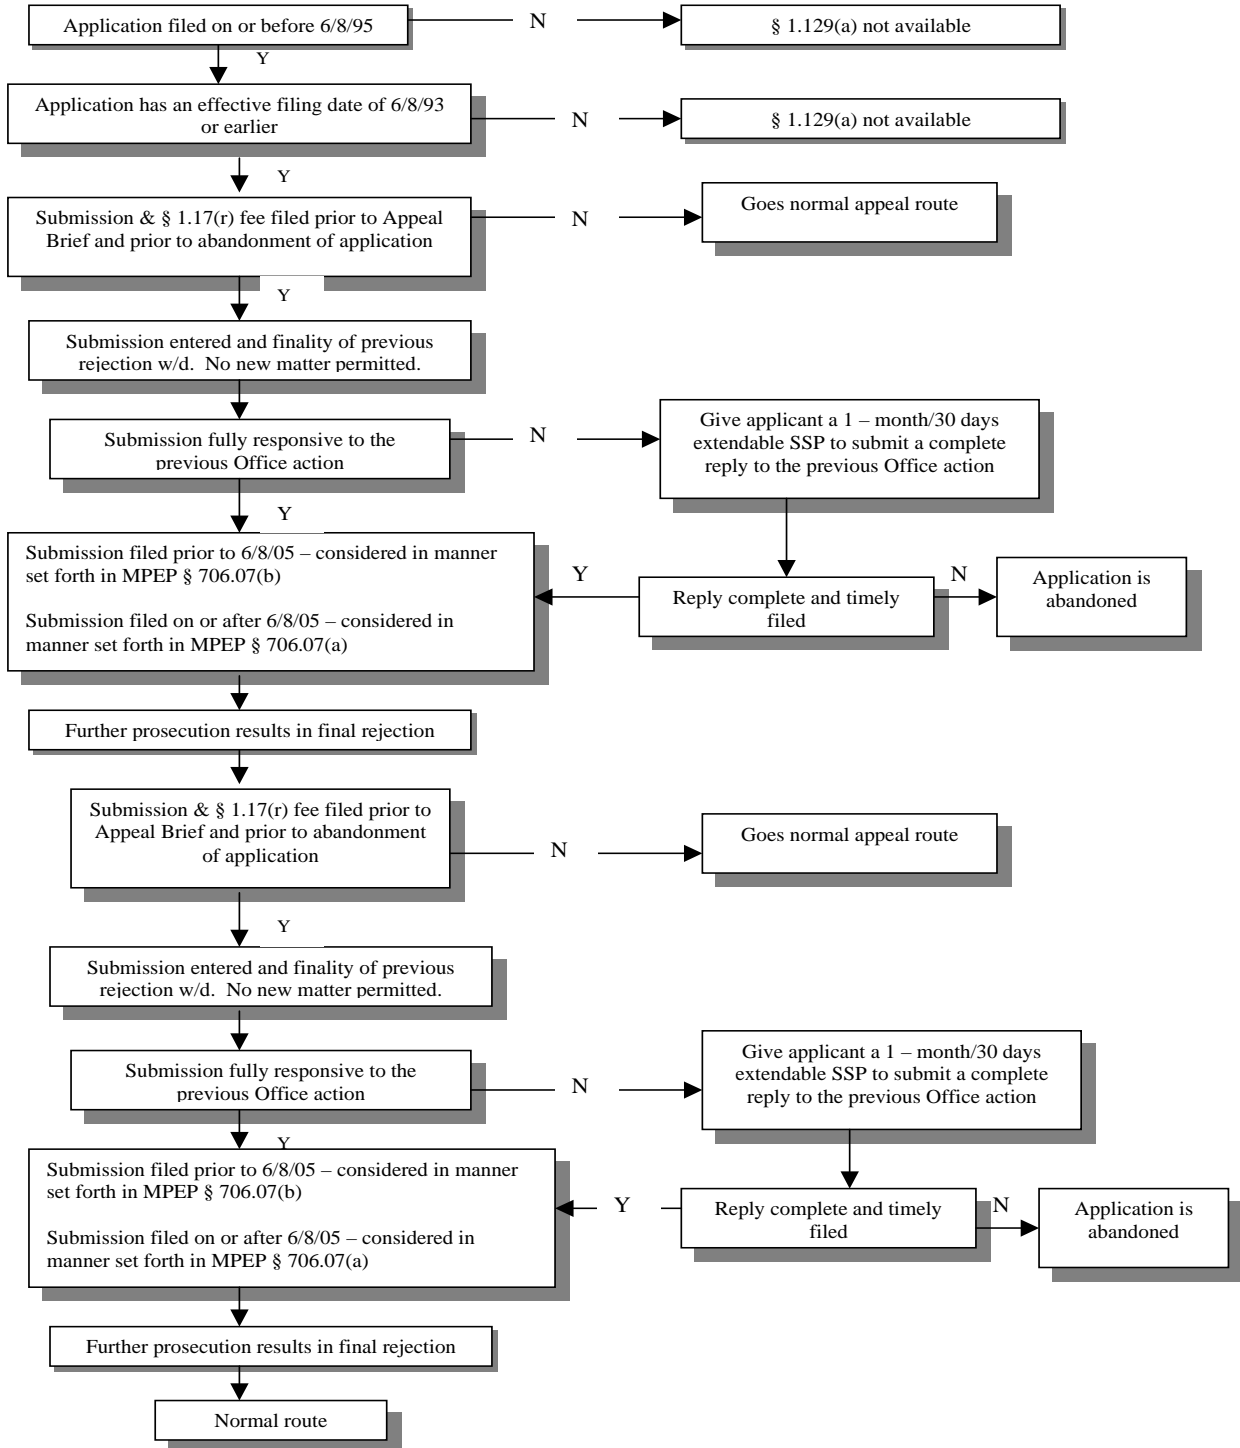 Application filed on or before 6/8/95
N
§ 1.129(a) not available
Y
Application has an effective filing date of 6/8/93
or earlier
N
§ 1.129(a) not available
Y
Submission & § 1.17(r) fee filed prior to Appeal
Brief and prior to abandonment of application
N
Goes normal appeal route
Y
Submission entered and finality of previous
rejection w/d. No new matter permitted.
Submission fully responsive to the
previous Office action
N
Give applicant a 1 – month/30 days
extendable SSP to submit a complete
reply to the previous Office action
Y
Submission filed prior to 6/8/05 – considered in manner
set forth in MPEP § 706.07(b)
Submission filed on or after 6/8/05 – considered in
manner set forth in MPEP § 706.07(a)
Y
Reply complete and timely
filed
N
Application is
abandoned
Further prosecution results in final rejection
Submission & § 1.17(r) fee filed prior to
Appeal Brief and prior to abandonment
of application
N
Goes normal appeal route
Y
Submission entered and finality of previous
rejection w/d. No new matter permitted.
Submission fully responsive to the
previous Office action
N
Give applicant a 1 – month/30 days
extendable SSP to submit a complete
reply to the previous Office action
Y
Submission filed prior to 6/8/05 – considered in manner
set forth in MPEP § 706.07(b)
Submission filed on or after 6/8/05 – considered in
manner set forth in MPEP § 706.07(a)
Y
Reply complete and timely
filed
N
Application is
abandoned
Further prosecution results in final rejection
Normal route